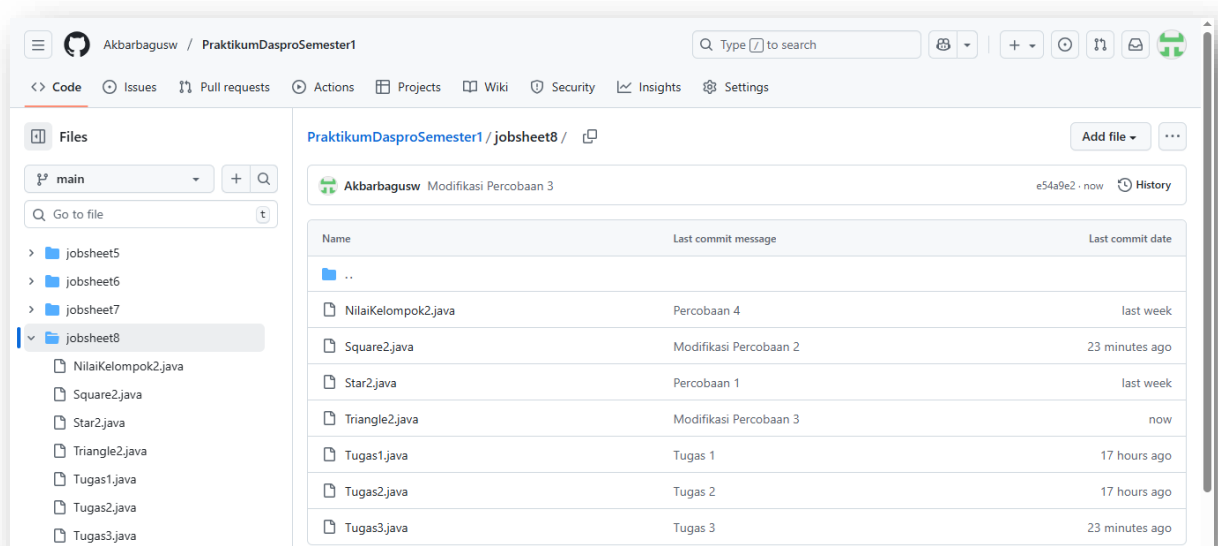 Akbarbagusw / PraktikumDasproSemester1
Type / to search
Code
Issues
Pull requests
Actions
Projects
Wiki
Security
Insights
Settings
Files
main
Go to file
t
jobsheet5
jobsheet6
jobsheet7
jobsheet8
NilaiKelompok2.java
Square2.java
Star2.java
Triangle2.java
Tugas1.java
Tugas2.java
Tugas3.java
PraktikumDasproSemester1 / jobsheet8 /
Add file
Akbarbagusw Modifikasi Percobaan 3
e54a9e2 · now
History
Name Last commit message Last commit date
..
NilaiKelompok2.java Percobaan 4 last week
Square2.java Modifikasi Percobaan 2 23 minutes ago
Star2.java Percobaan 1 last week
Triangle2.java Modifikasi Percobaan 3 now
Tugas1.java Tugas 1 17 hours ago
Tugas2.java Tugas 2 17 hours ago
Tugas3.java Tugas 3 23 minutes ago